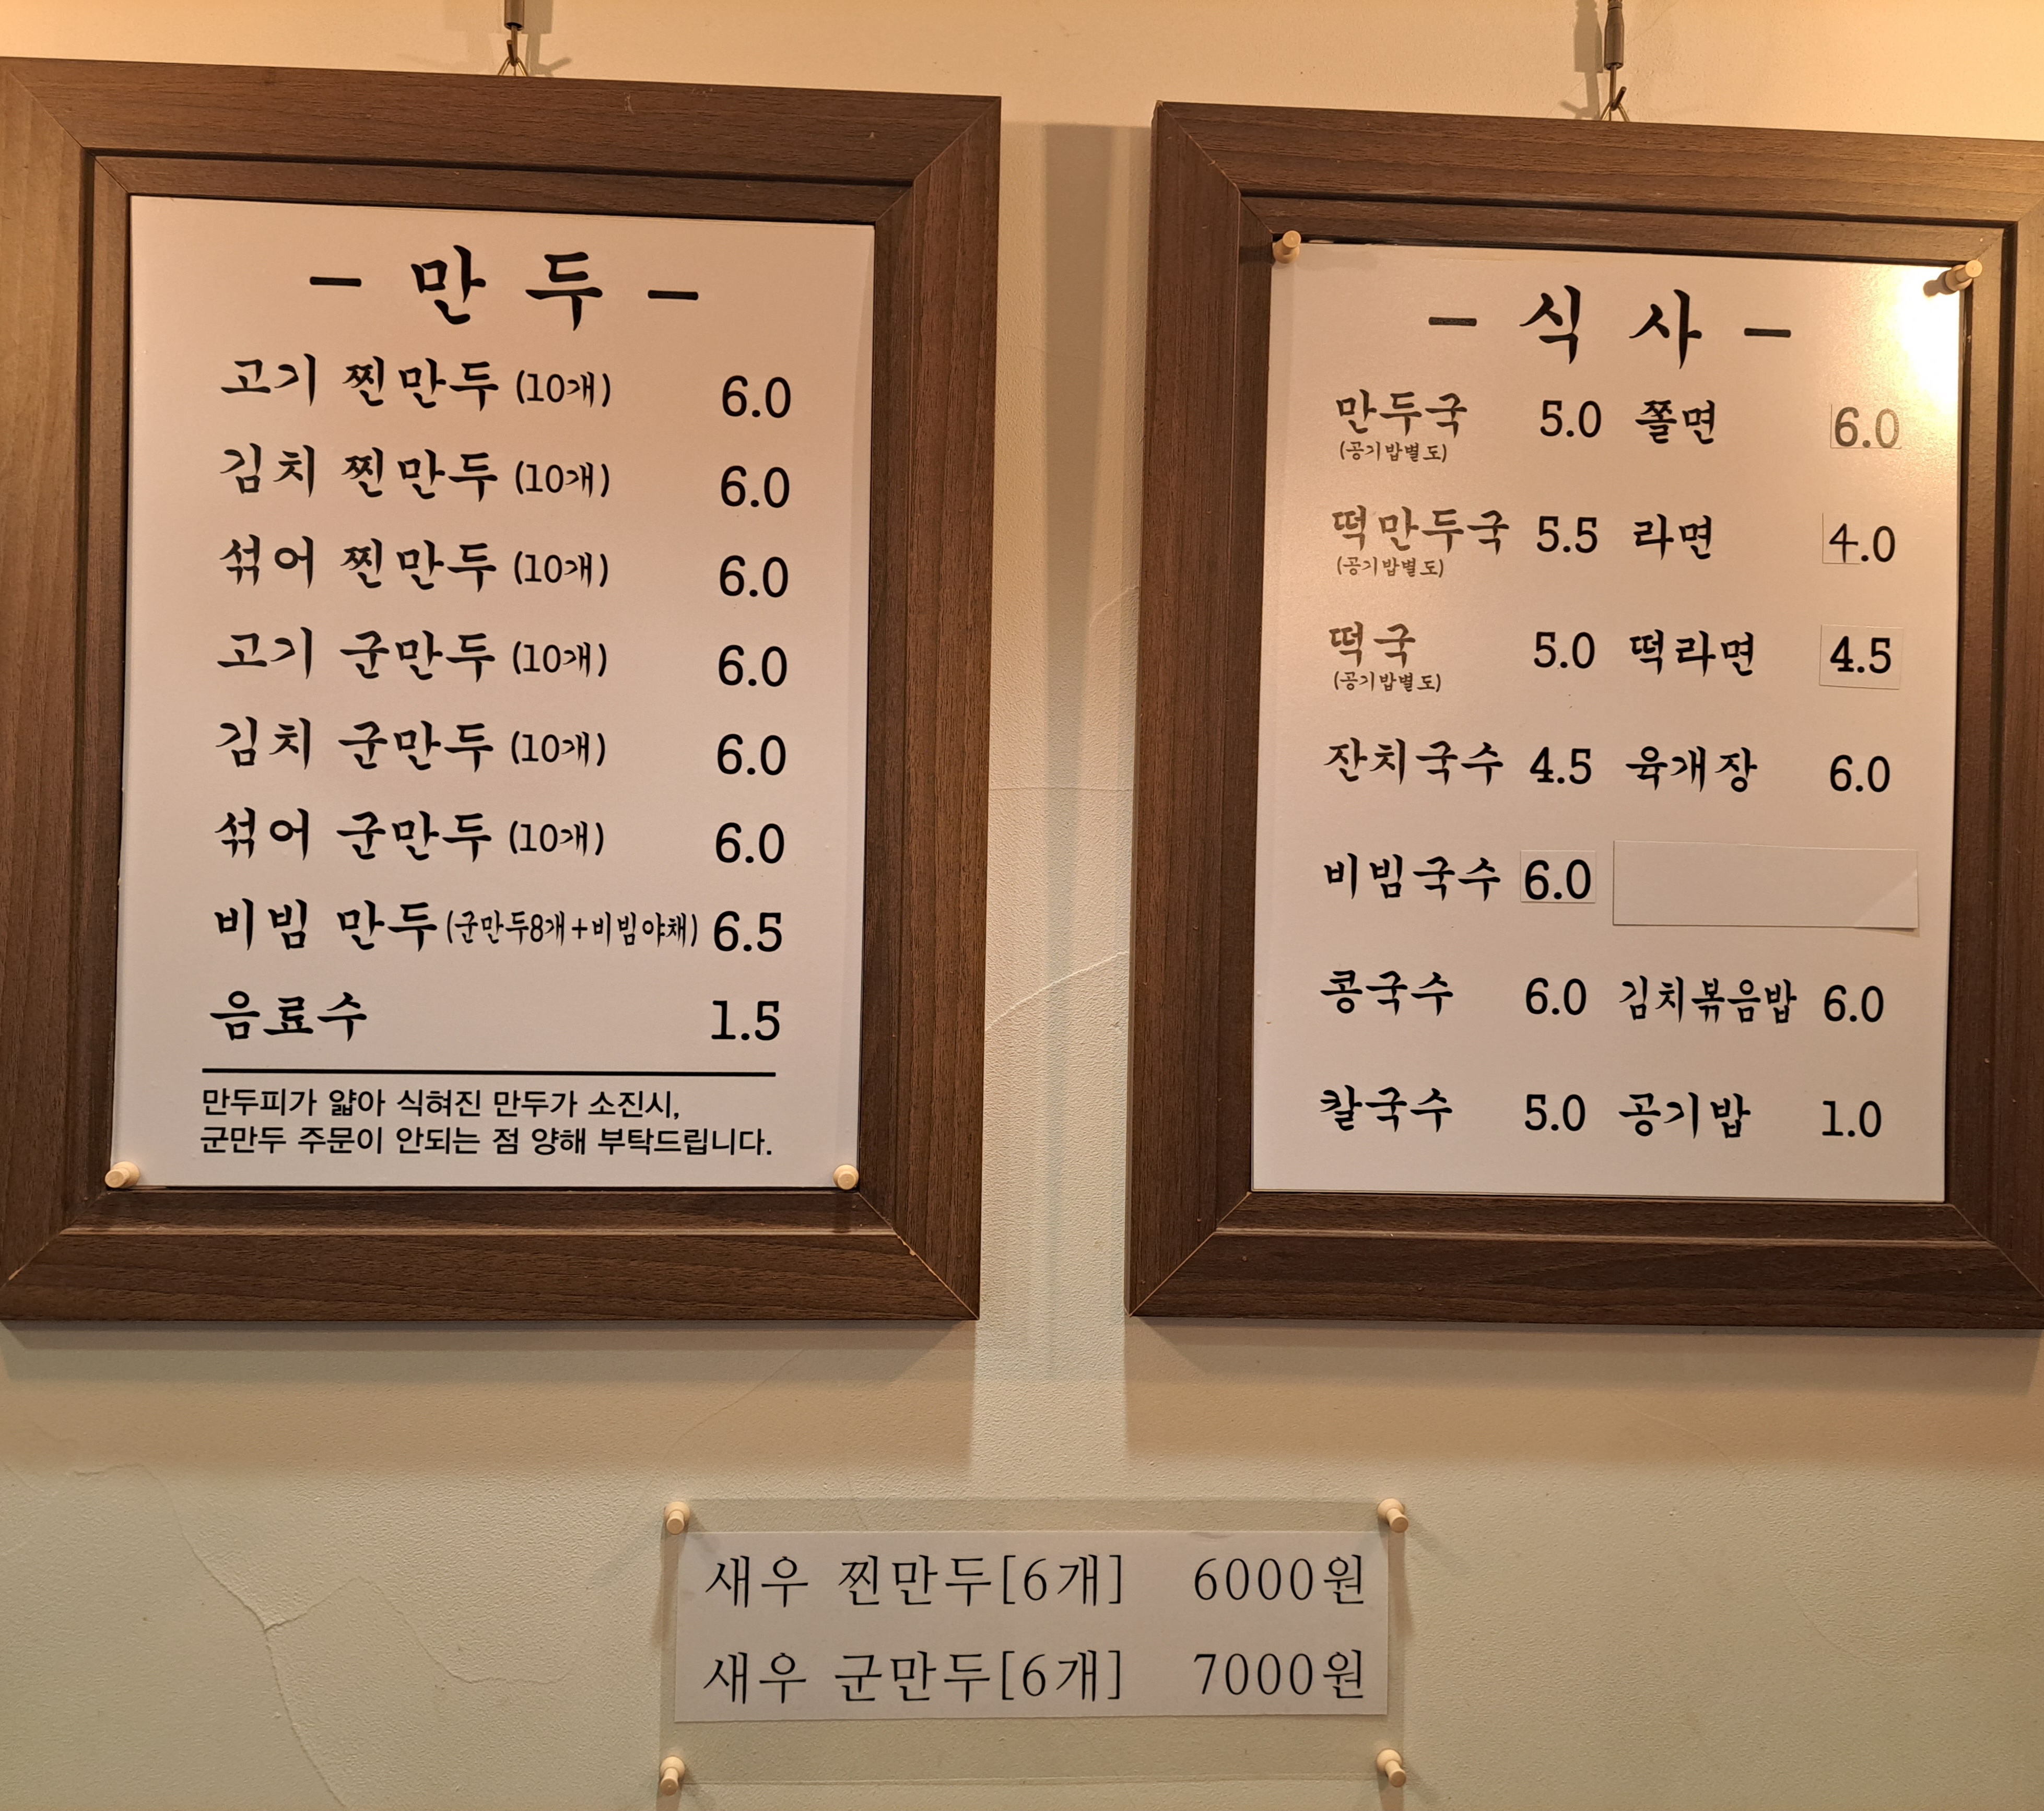 - 만 두 -
고기 찐만두 (10개) 6.0
김치 찐만두 (10개) 6.0
섞어 찐만두 (10개) 6.0
고기 군만두 (10개) 6.0
김치 군만두 (10개) 6.0
섞어 군만두 (10개) 6.0
비빔 만두 (군만두8개+비빔야채) 6.5
음료수 1.5
만두피가 얇아 식혀진 만두가 소진시,
군만두 주문이 안되는 점 양해 부탁드립니다.
- 식 사 -
만두국 5.0 쫄면 6.0
(공기밥별도)
떡만두국 5.5 라면 4.0
(공기밥별도)
떡국 5.0 떡라면 4.5
(공기밥별도)
잔치국수 4.5 육개장 6.0
비빔국수 6.0
콩국수 6.0 김치볶음밥 6.0
칼국수 5.0 공기밥 1.0
새우 찐만두[6개] 6000원
새우 군만두[6개] 7000원